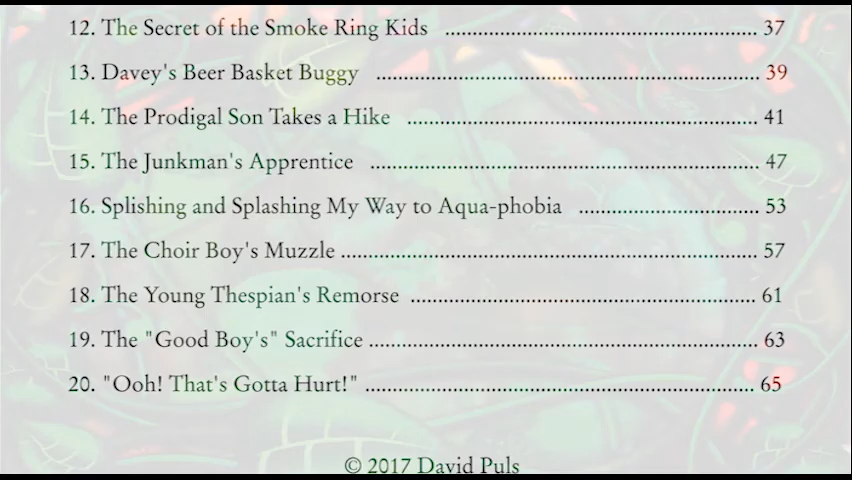 12. The Secret of the Smoke Ring Kids ........................................................ 37
13. Davey's Beer Basket Buggy ..................................................................... 39
14. The Prodigal Son Takes a Hike ............................................................... 41
15. The Junkman's Apprentice ...................................................................... 47
16. Splishing and Splashing My Way to Aqua-phobia ................................ 53
17. The Choir Boy's Muzzle ........................................................................... 57
18. The Young Thespian's Remorse .............................................................. 61
19. The "Good Boy's" Sacrifice ...................................................................... 63
20. "Ooh! That's Gotta Hurt!" ...................................................................... 65
© 2017 David Puls